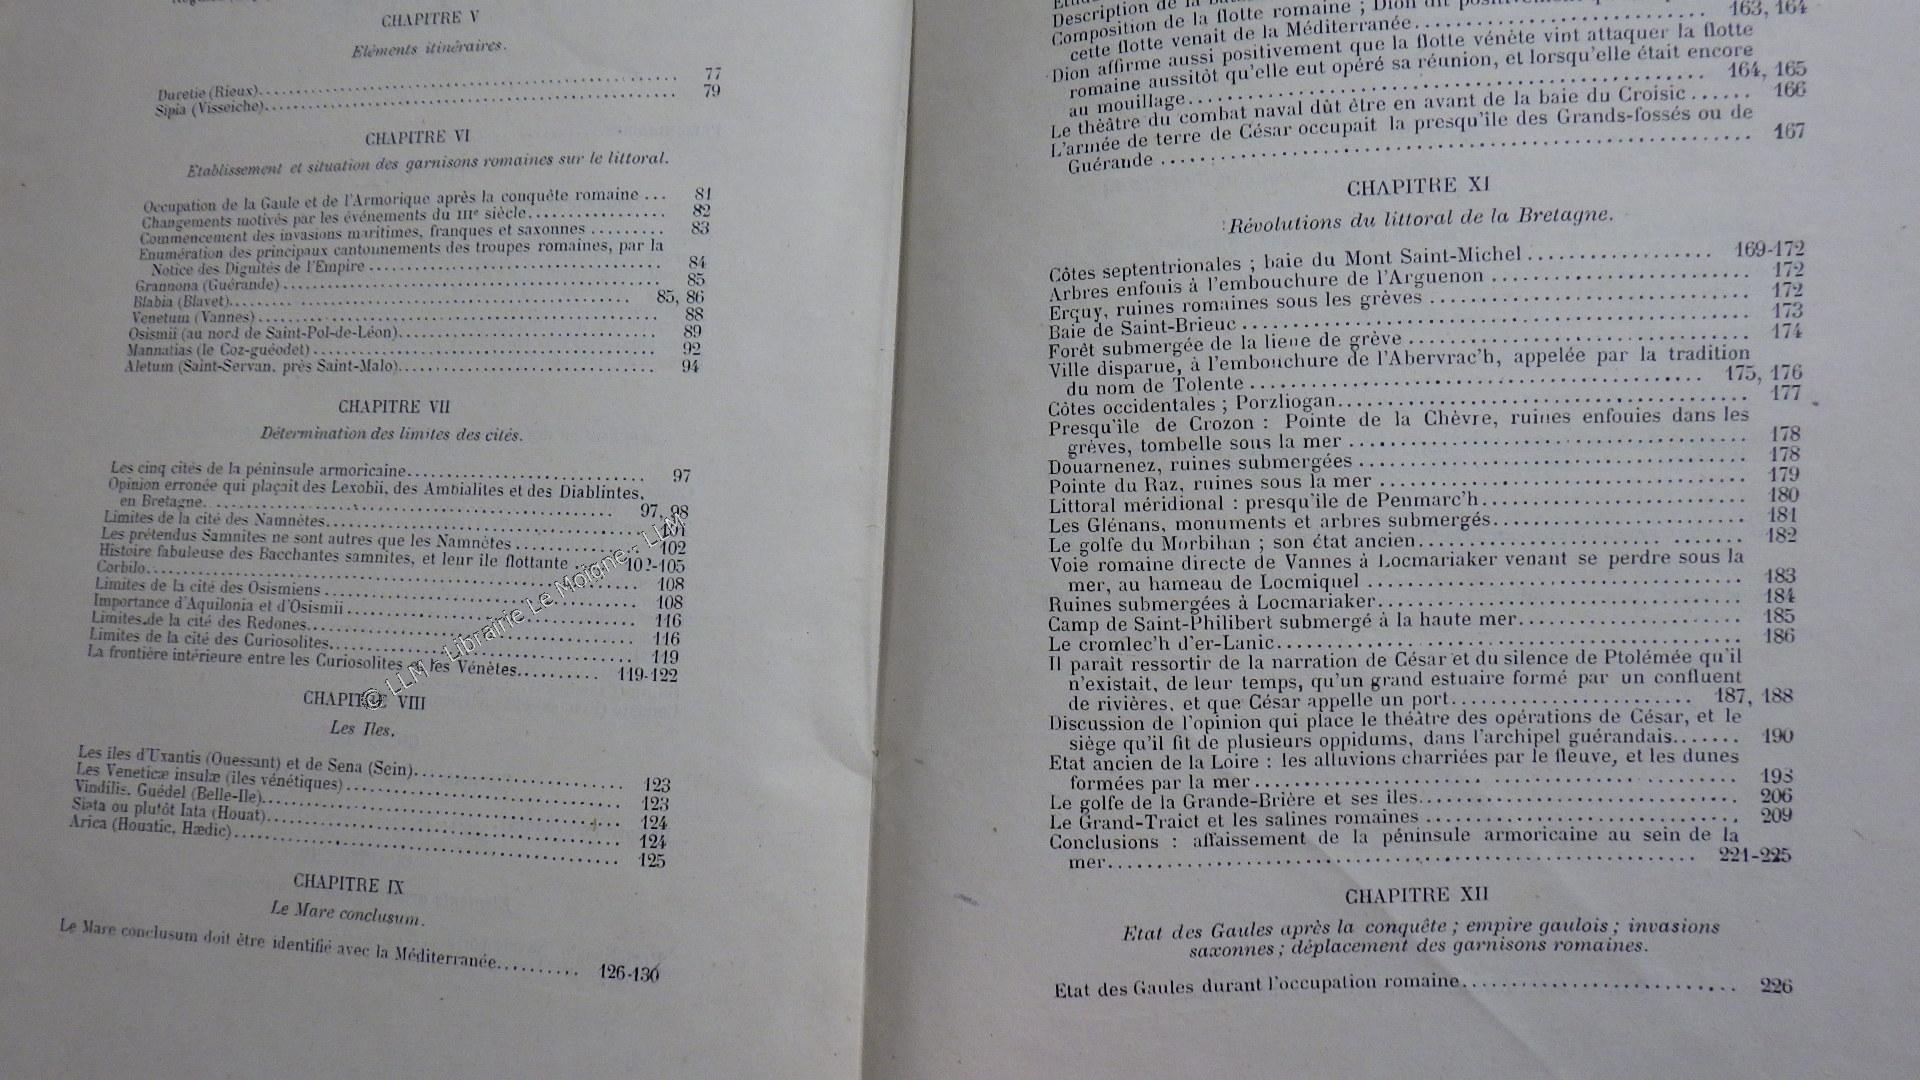 CHAPITRE V
Eléments itinéraires.
Duretie (Rieux). 77
Sipia (Visseiche). 79
CHAPITRE VI
Etablissement et situation des garnisons romaines sur le littoral.
Occupation de la Gaule et de l'Armorique après la conquête romaine ... 81
Changements motivés par les événements du IIIe siècle. 82
Commencement des invasions maritimes, franques et saxonnes ......... 83
Enumération des principaux cantonnements des troupes romaines, par la
Notice des Dignités de l'Empire 84
Grannona (Guérande) 85
Blabia (Blavet). 85, 86
Venetum (Vannes) 88
Osismii (au nord de Saint-Pol-de-Léon). 89
Mannatias (le Coz-guéodet) 92
Aletum (Saint-Servan, près Saint-Malo). 94
CHAPITRE VII
Détermination des limites des cités.
Les cinq cités de la péninsule armoricaine. 97
Opinion erronée qui plaçait des Lexobii, des Ambialites et des Diablintes,
en Bretagne. 97, 98
Limites de la cité des Namnètes. 101
Les prétendus Samnites ne sont autres que les Namnètes 102
Histoire fabuleuse des Bacchantes samnites, et leur île flottante 102-105
Corbilo. 108
Limites de la cité des Osismiens 108
Importance d'Aquilonia et d'Osismii 116
Limites de la cité des Redones. 116
Limites de la cité des Curiosolites. 119
La frontière intérieure entre les Curiosolites et les Vénètes. 119-122
© LLM - Librairie Le Moigne - LLM
CHAPITRE VIII
Les Iles.
Les îles d'Uxantis (Ouessant) et de Sena (Sein). 123
Les Veneticæ insulæ (îles vénétiques) 123
Vindilis, Guédel (Belle-Ile). 124
Siata ou plutôt Iata (Houat). 124
Arica (Houatic, Hædic). 125
CHAPITRE IX
Le Mare conclusum.
Le Mare conclusum doit être identifié avec la Méditerranée. 126-130
Description de la
Composition de la flotte romaine ; Dion dit positivement
cette flotte venait de la Méditerranée. 163, 164
Dion affirme aussi positivement que la flotte vénète vint attaquer la flotte
romaine aussitôt qu'elle eut opéré sa réunion, et lorsqu'elle était encore
au mouillage. 164, 165
Le théâtre du combat naval dût être en avant de la baie du Croisic ...... 166
L'armée de terre de César occupait la presqu'île des Grands-fossés ou de
Guérande 167
CHAPITRE XI
Révolutions du littoral de la Bretagne.
Côtes septentrionales ; baie du Mont Saint-Michel 169-172
Arbres enfouis à l'embouchure de l'Arguenon 172
Erquy, ruines romaines sous les grèves 172
Baie de Saint-Brieuc 173
Forêt submergée de la lieue de grève 174
Ville disparue, à l'embouchure de l'Abervrac'h, appelée par la tradition
du nom de Tolente 175, 176
Côtes occidentales ; Porzliogan. 177
Presqu'île de Crozon : Pointe de la Chèvre, ruines enfouies dans les
grèves, tombelle sous la mer 178
Douarnenez, ruines submergées 178
Pointe du Raz, ruines sous la mer 179
Littoral méridional : presqu'île de Penmarc'h. 180
Les Glénans, monuments et arbres submergés. 181
Le golfe du Morbihan ; son état ancien. 182
Voie romaine directe de Vannes à Locmariaker venant se perdre sous la
mer, au hameau de Locmiquel 183
Ruines submergées à Locmariaker. 184
Camp de Saint-Philibert submergé à la haute mer. 185
Le cromlec'h d'er-Lanic. 186
Il parait ressortir de la narration de César et du silence de Ptolémée qu'il
n'existait, de leur temps, qu'un grand estuaire formé par un confluent
de rivières, et que César appelle un port. 187, 188
Discussion de l'opinion qui place le théâtre des opérations de César, et le
siège qu'il fit de plusieurs oppidums, dans l'archipel guérandais. 190
Etat ancien de la Loire : les alluvions charriées par le fleuve, et les dunes
formées par la mer 193
Le golfe de la Grande-Brière et ses iles. 206
Le Grand-Traict et les salines romaines 209
Conclusions : affaissement de la péninsule armoricaine au sein de la
mer. 221-225
CHAPITRE XII
Etat des Gaules après la conquête ; empire gaulois ; invasions
saxonnes ; déplacement des garnisons romaines.
Etat des Gaules durant l'occupation romaine. 226